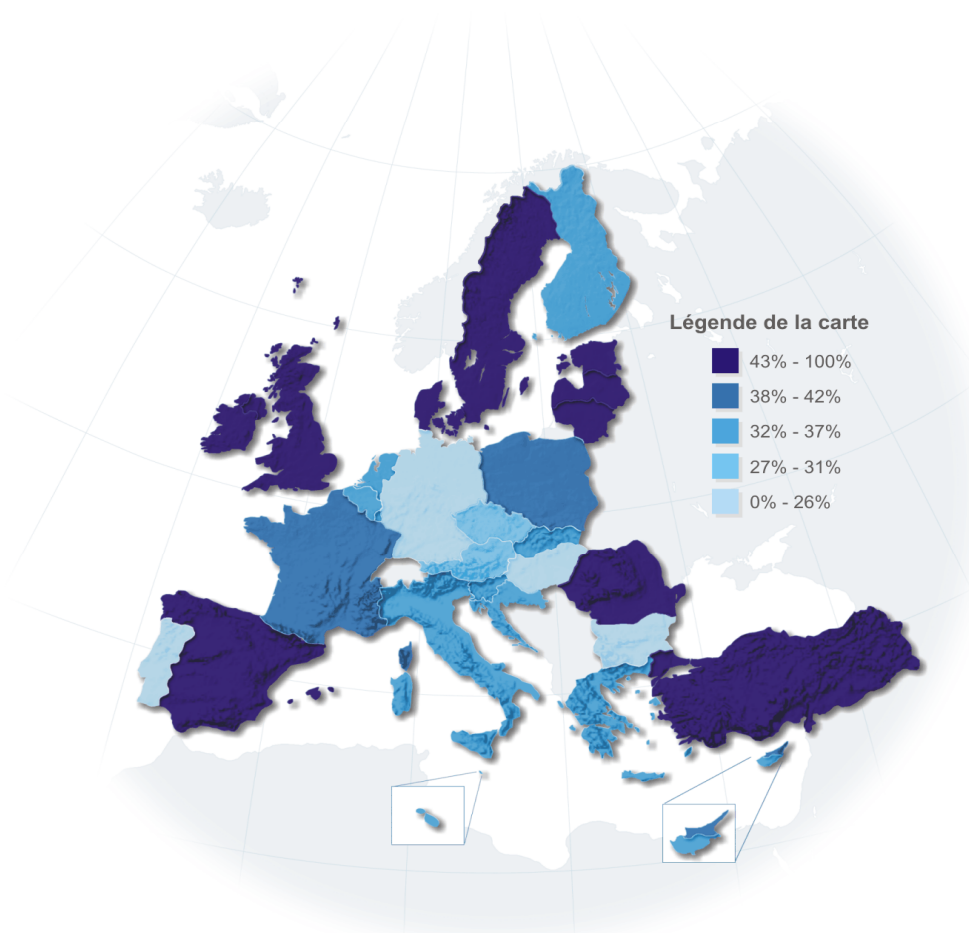 Légende de la carte
43% - 100%
38% - 42%
32% - 37%
27% - 31%
0% - 26%